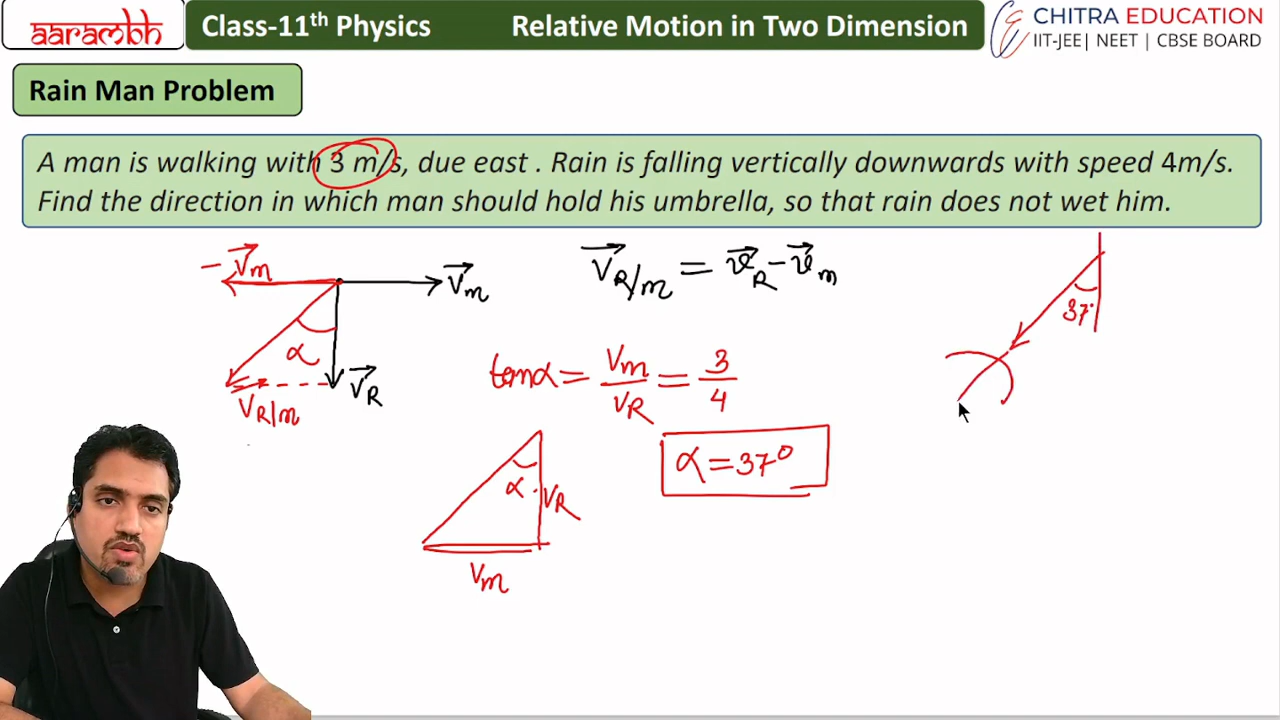 aarambh
Class-11th Physics
Relative Motion in Two Dimension
CHITRA EDUCATION
IIT-JEE| NEET | CBSE BOARD
Rain Man Problem
A man is walking with 3 m/s, due east . Rain is falling vertically downwards with speed 4m/s.
Find the direction in which man should hold his umbrella, so that rain does not wet him.
-V⃗m
V⃗m
V⃗R/m = V⃗R - V⃗m
α
V⃗R
VR/m
tanα = Vm/VR = 3/4
37°
α = 37°
α
VR
Vm